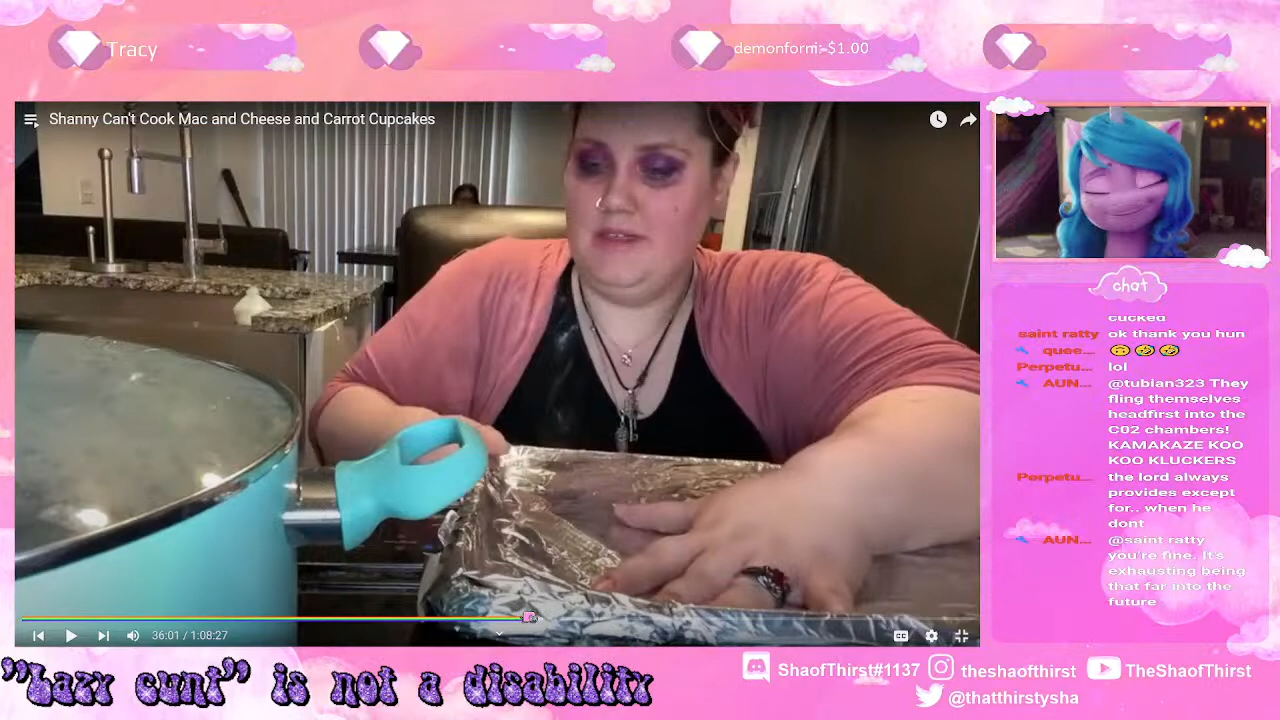 Tracy
demonform: $1.00
Shanny Can't Cook Mac and Cheese and Carrot Cupcakes
chat
cucked
saint ratty ok thank you hun
quee...
Perpetu... lol
AUN... @tubian323 They
fling themselves
headfirst into the
C02 chambers!
KAMAKAZE KOO
KOO KLUCKERS
Perpetu... the lord always
provides except
for.. when he
dont
AUN... @saint ratty
you're fine. It's
exhausting being
that far into the
future
36:01 / 1:08:27
CC
"Lazy cunt" is not a disability
ShaofThirst#1137 theshaofthirst TheShaofThirst
@thatthirstysha